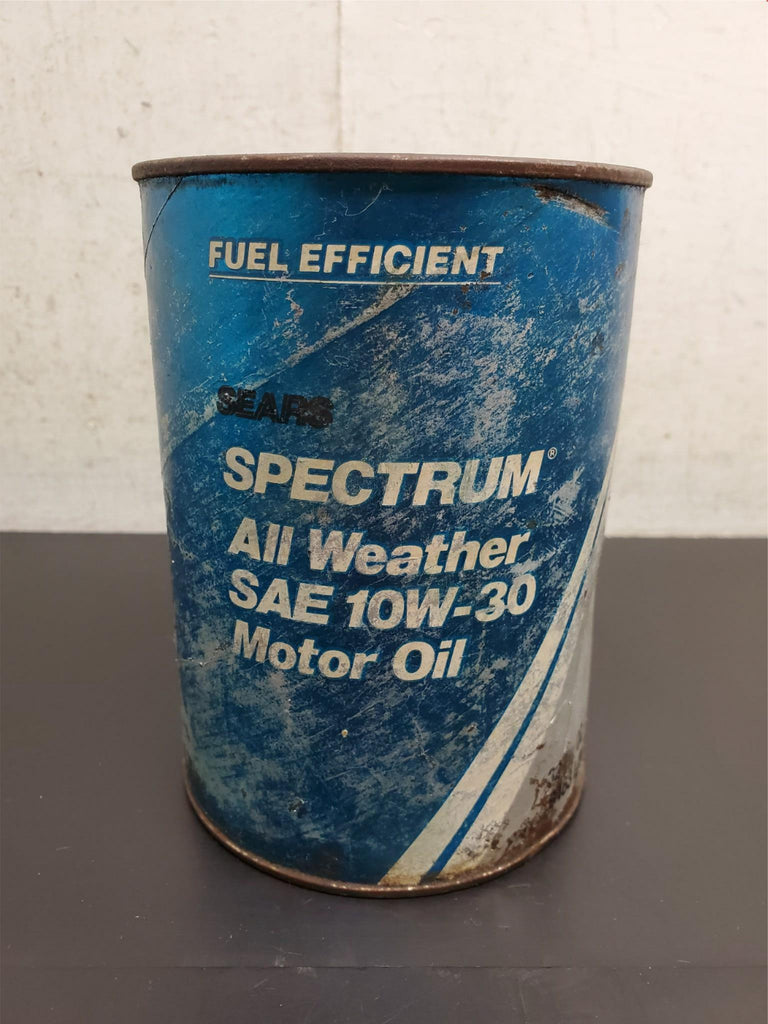 FUEL EFFICIENT
SEARS
SPECTRUM®
All Weather
SAE 10W-30
Motor Oil